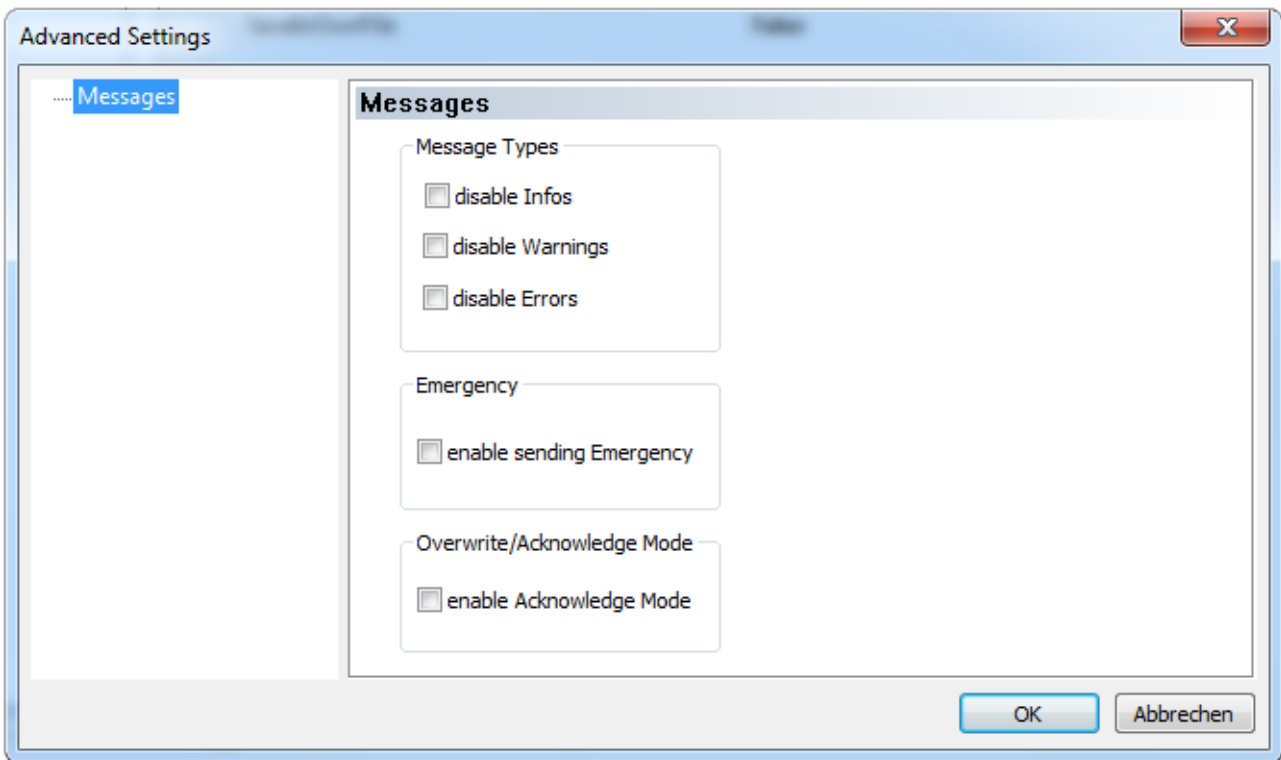 Advanced Settings
Messages
Messages
Message Types
disable Infos
disable Warnings
disable Errors
Emergency
enable sending Emergency
Overwrite/Acknowledge Mode
enable Acknowledge Mode
OK
Abbrechen